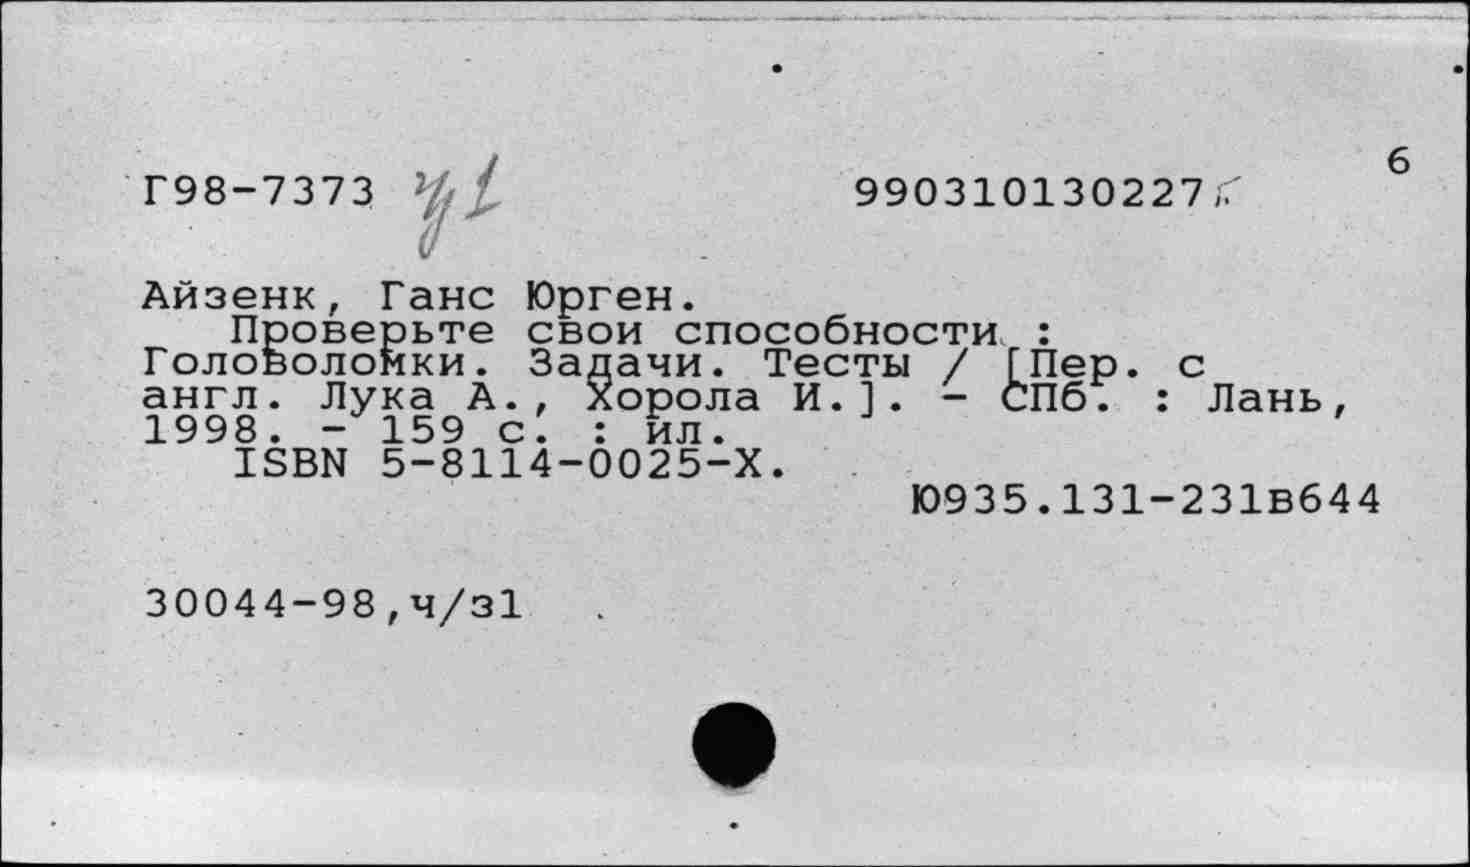 6
Г98-7373 990310130227
Айзенк, Ганс Юрген.
Проверьте свои способности :
Головоломки. Задачи. Тесты / [Пер. с
англ. Лука А., Хорола И.]. - СПб. : Лань,
1998. - 159 с. : ил.
ISBN 5-8114-0025-X.
Ю935.131-231в644
30044-98,ч/з1